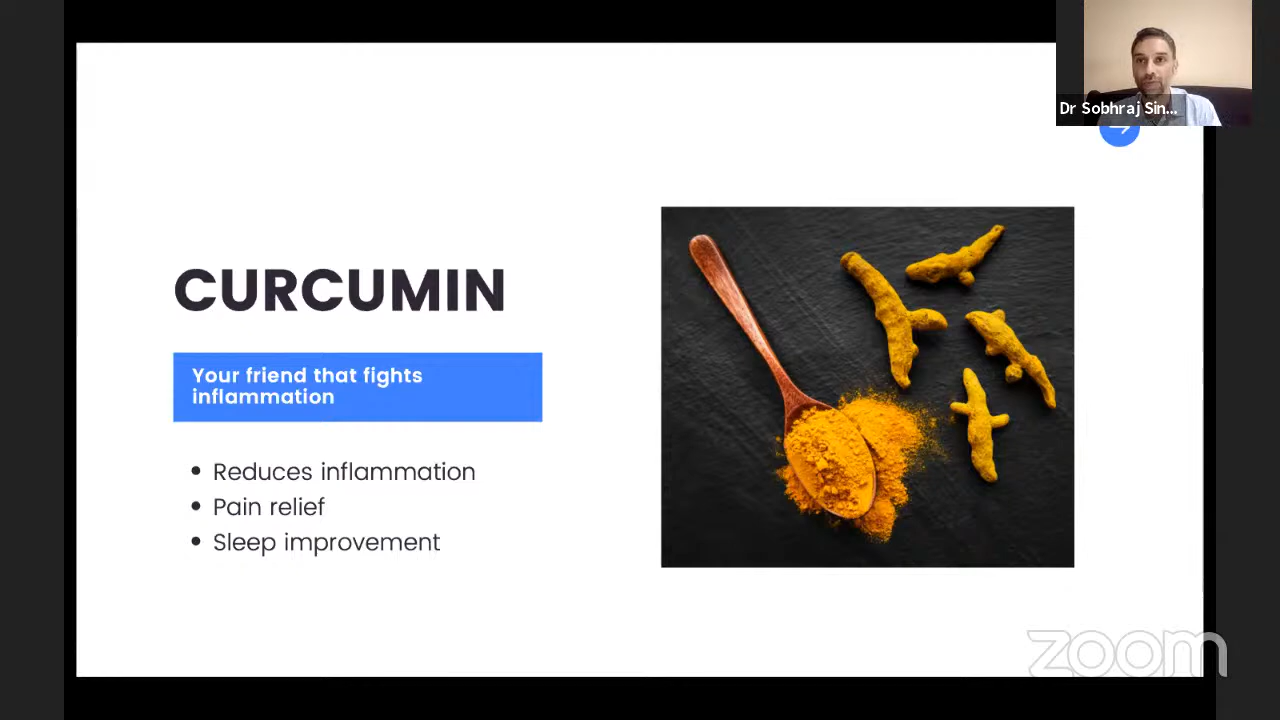 Dr Sobhraj Sin...
CURCUMIN
Your friend that fights
inflammation
Reduces inflammation
Pain relief
Sleep improvement
zoom